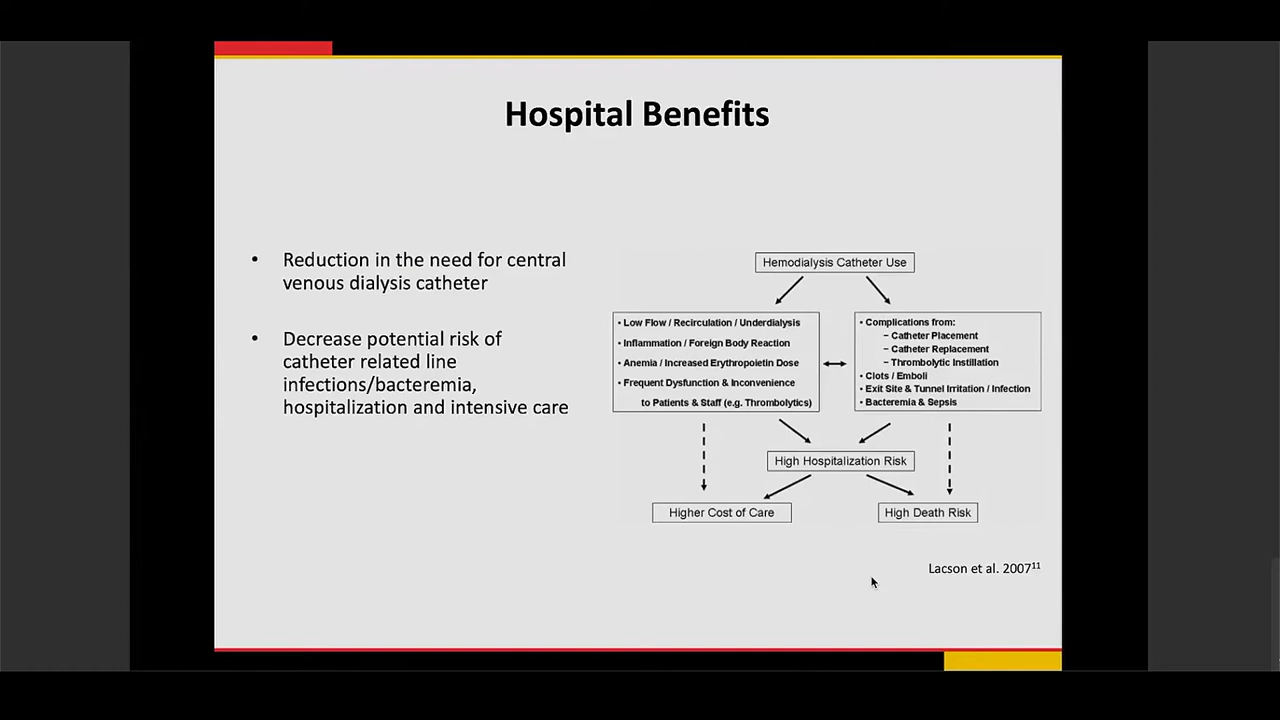 Hospital Benefits
• Reduction in the need for central
venous dialysis catheter
• Decrease potential risk of
catheter related line
infections/bacteremia,
hospitalization and intensive care
Hemodialysis Catheter Use
• Low Flow / Recirculation / Underdialysis
• Inflammation / Foreign Body Reaction
• Anemia / Increased Erythropoietin Dose
• Frequent Dysfunction & Inconvenience
to Patients & Staff (e.g. Thrombolytics)
• Complications from:
− Catheter Placement
− Catheter Replacement
− Thrombolytic Instillation
• Clots / Emboli
• Exit Site & Tunnel Irritation / Infection
• Bacteremia & Sepsis
High Hospitalization Risk
Higher Cost of Care
High Death Risk
Lacson et al. 2007¹¹